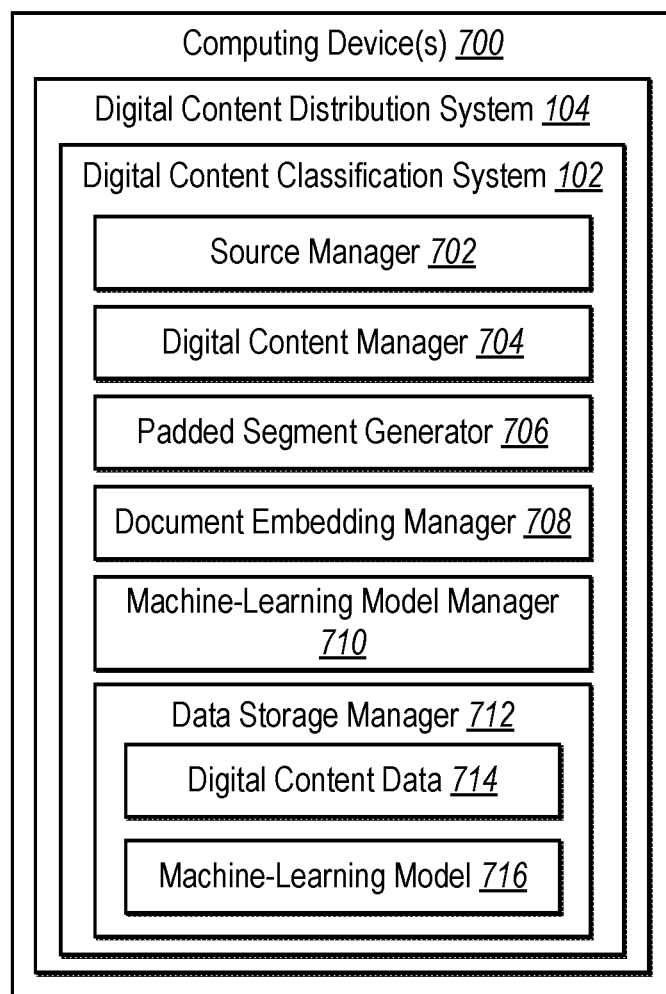 Computing Device(s) 700
Digital Content Distribution System 104
Digital Content Classification System 102
Source Manager 702
Digital Content Manager 704
Padded Segment Generator 706
Document Embedding Manager 708
Machine-Learning Model Manager
710
Data Storage Manager 712
Digital Content Data 714
Machine-Learning Model 716